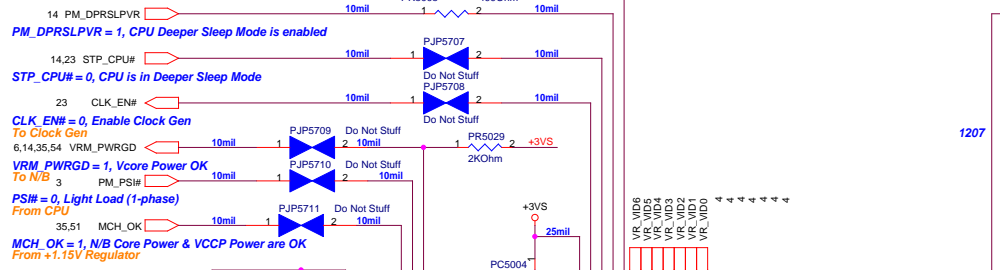 14 PM_DPRSLPVR 10mil 1 2 10mil
PM_DPRSLPVR = 1, CPU Deeper Sleep Mode is enabled
PJP5707
14,23 STP_CPU# 10mil 1 2 10mil
Do Not Stuff
STP_CPU# = 0, CPU is in Deeper Sleep Mode
PJP5708
23 CLK_EN# 10mil 1 2 10mil
Do Not Stuff
CLK_EN# = 0, Enable Clock Gen
To Clock Gen
PJP5709 Do Not Stuff PR5029
6,14,35,54 VRM_PWRGD 10mil 1 2 10mil 1 2 +3VS
2KOhm
VRM_PWRGD = 1, Vcore Power OK
PJP5710 Do Not Stuff
To N/B
3 PM_PSI# 10mil 1 2 10mil
PSI# = 0, Light Load (1-phase)
From CPU
PJP5711 Do Not Stuff
35,51 MCH_OK 10mil 1 2 10mil
MCH_OK = 1, N/B Core Power & VCCP Power are OK
From +1.15V Regulator
+3VS
25mil
PC5004
1
VR_VID6
VR_VID5
VR_VID4
VR_VID3
VR_VID2
VR_VID1
VR_VID0
4 4 4 4 4 4 4
1207